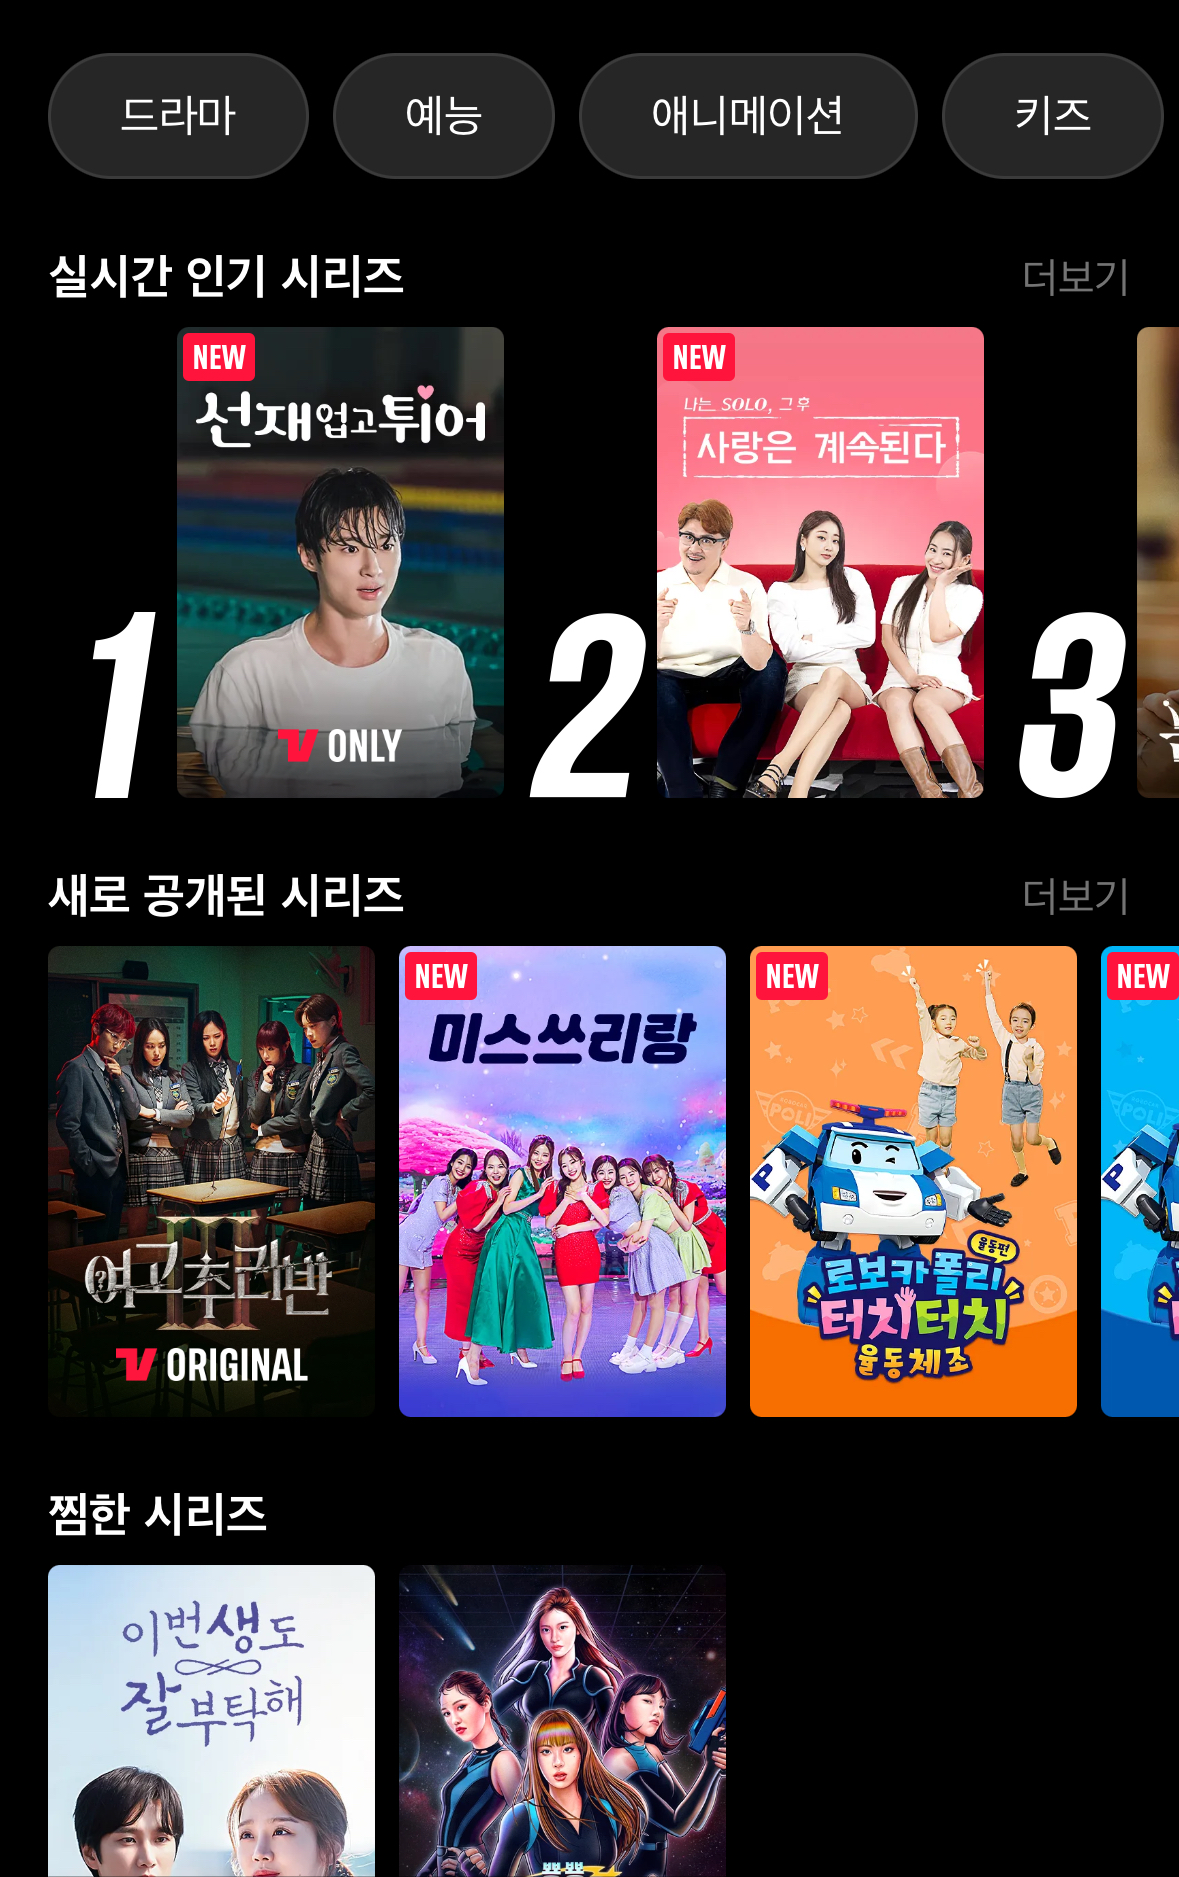 드라마
예능
애니메이션
키즈
실시간 인기 시리즈
더보기
1
NEW
선재 업고 튀어
ONLY
2
NEW
나는 SOLO, 그 후
사랑은 계속된다
3
새로 공개된 시리즈
더보기
여고추리반
III
ORIGINAL
NEW
미스쓰리랑
NEW
POLI
P
율동편
로보카폴리
터치터치
율동체조
NEW
POLI
P
찜한 시리즈
이번 생도
잘 부탁해
뿅뿅